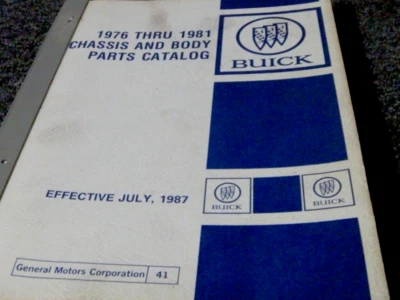 1976 THRU 1981
CHASSIS AND BODY
PARTS CATALOG
BUICK
EFFECTIVE JULY, 1987
BUICK
BUICK
General Motors Corporation 41